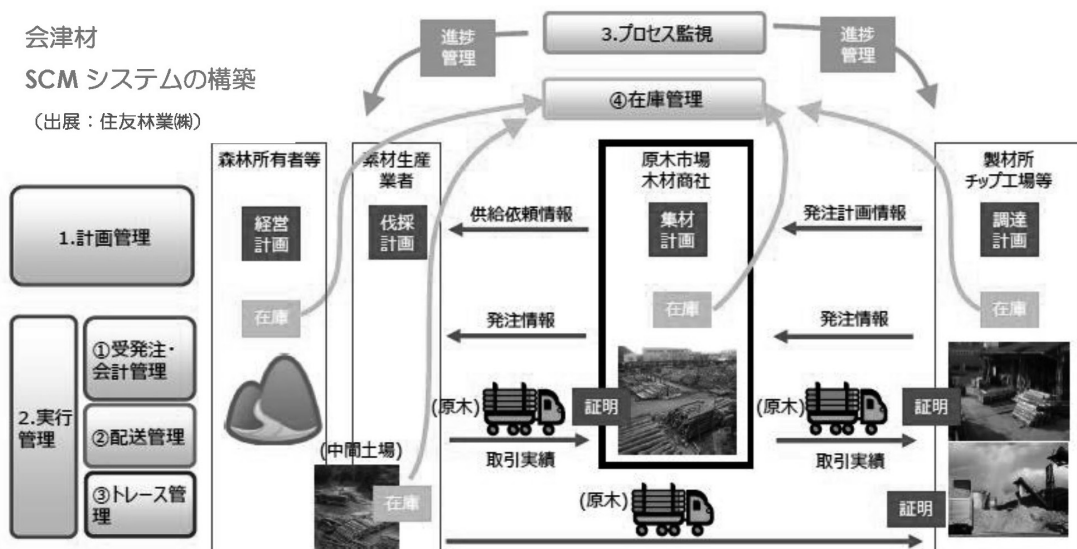 会津材
SCM システムの構築
（出展：住友林業㈱）
3.プロセス監視
進捗
管理
進捗
管理
④在庫管理
森林所有者等
素材生産
業者
原木市場
木材商社
製材所
チップ工場等
1.計画管理
経営
計画
伐採
計画
供給依頼情報
集材
計画
発注計画情報
調達
計画
在庫
在庫
在庫
発注情報
発注情報
2.実行
管理
①受発注・
会計管理
②配送管理
③トレース管
理
(原木)
証明
(原木)
証明
取引実績
取引実績
(中間土場)
在庫
(原木)
証明